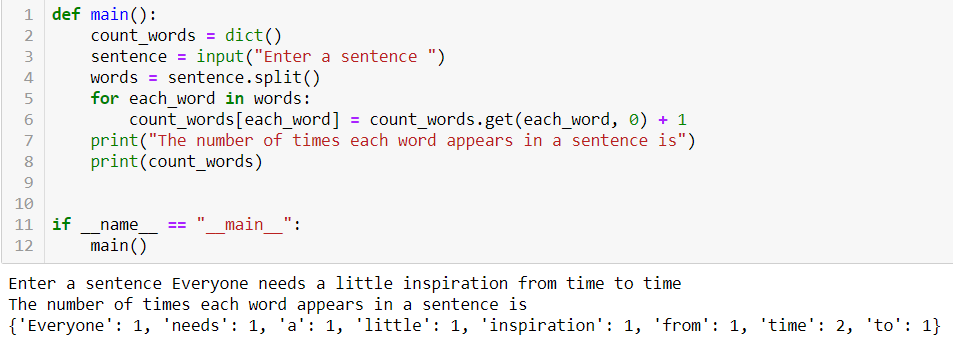 1 def main():
2     count_words = dict()
3     sentence = input("Enter a sentence ")
4     words = sentence.split()
5     for each_word in words:
6         count_words[each_word] = count_words.get(each_word, 0) + 1
7     print("The number of times each word appears in a sentence is")
8     print(count_words)
9
10
11 if __name__ == "__main__":
12     main()
Enter a sentence Everyone needs a little inspiration from time to time
The number of times each word appears in a sentence is
{'Everyone': 1, 'needs': 1, 'a': 1, 'little': 1, 'inspiration': 1, 'from': 1, 'time': 2, 'to': 1}